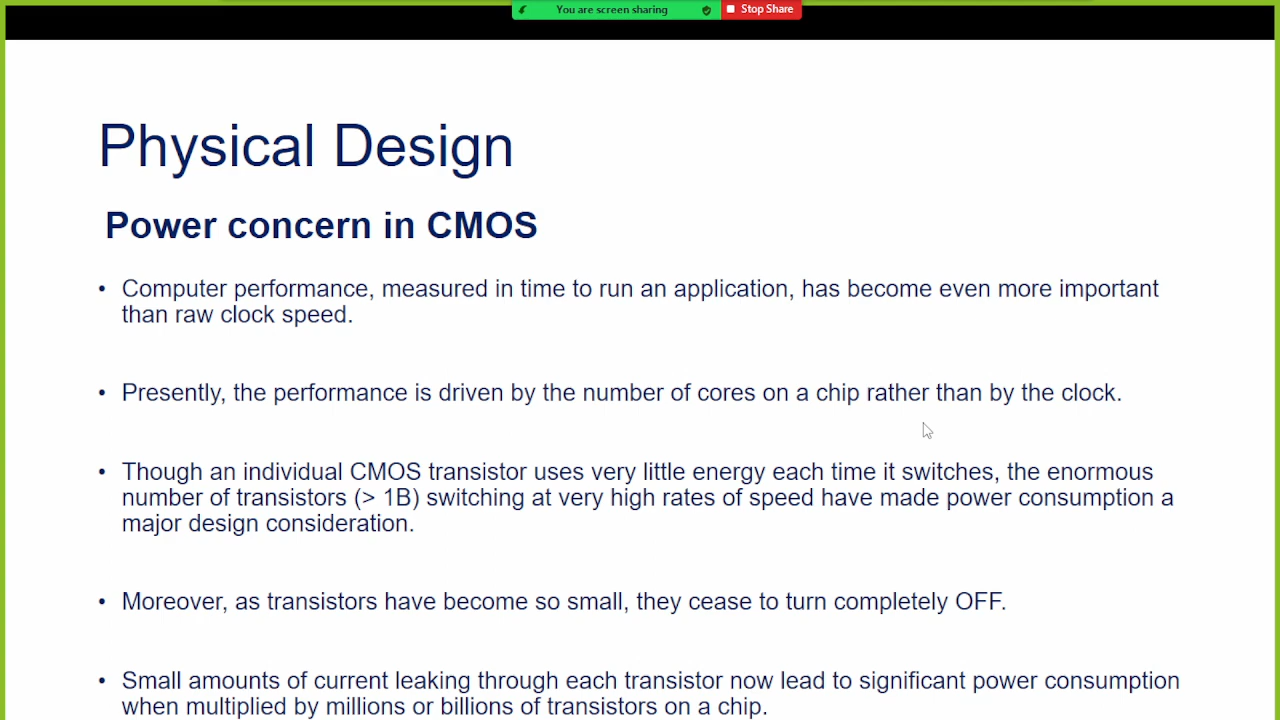 You are screen sharing
Stop Share
Physical Design
Power concern in CMOS
• Computer performance, measured in time to run an application, has become even more important
than raw clock speed.
• Presently, the performance is driven by the number of cores on a chip rather than by the clock.
• Though an individual CMOS transistor uses very little energy each time it switches, the enormous
number of transistors (> 1B) switching at very high rates of speed have made power consumption a
major design consideration.
• Moreover, as transistors have become so small, they cease to turn completely OFF.
• Small amounts of current leaking through each transistor now lead to significant power consumption
when multiplied by millions or billions of transistors on a chip.